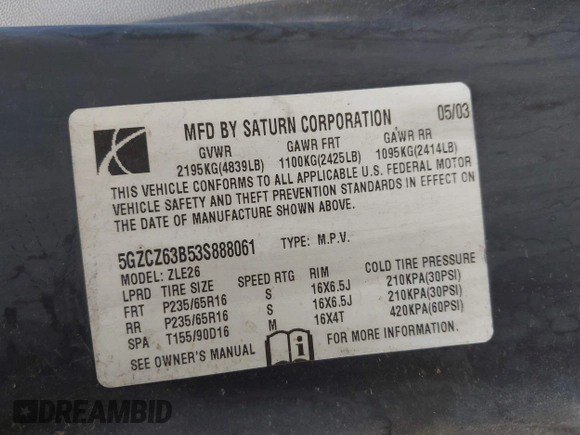 MFD BY SATURN CORPORATION 05/03
GVWR GAWR FRT GAWR RR
2195KG(4839LB) 1100KG(2425LB) 1095KG(2414LB)
THIS VEHICLE CONFORMS TO ALL APPLICABLE U.S. FEDERAL MOTOR
VEHICLE SAFETY AND THEFT PREVENTION STANDARDS IN EFFECT ON
THE DATE OF MANUFACTURE SHOWN ABOVE.
5GZCZ63B53S888061 TYPE: M.P.V.
MODEL: ZLE26
LPRD TIRE SIZE SPEED RTG RIM COLD TIRE PRESSURE
FRT P235/65R16 S 16X6.5J 210KPA(30PSI)
RR P235/65R16 S 16X6.5J 210KPA(30PSI)
SPA T155/90D16 M 16X4T 420KPA(60PSI)
SEE OWNER'S MANUAL i FOR MORE INFORMATION.
DREAMBID